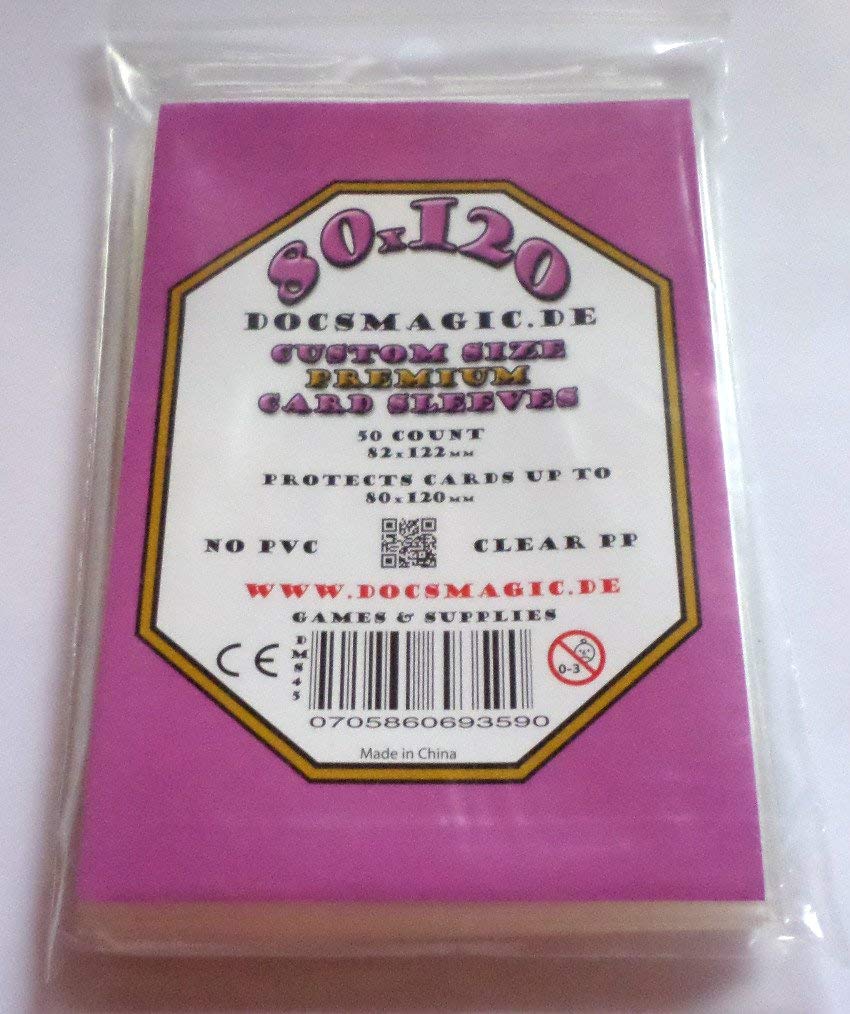 80x120
DOCSMAGIC.DE
CUSTOM SIZE
PREMIUM
CARD SLEEVES
50 COUNT
82x122MM
PROTECTS CARDS UP TO
80x120MM
NO PVC
CLEAR PP
WWW.DOCSMAGIC.DE
GAMES & SUPPLIES
CE
DMS45
0-3
0705860693590
Made in China